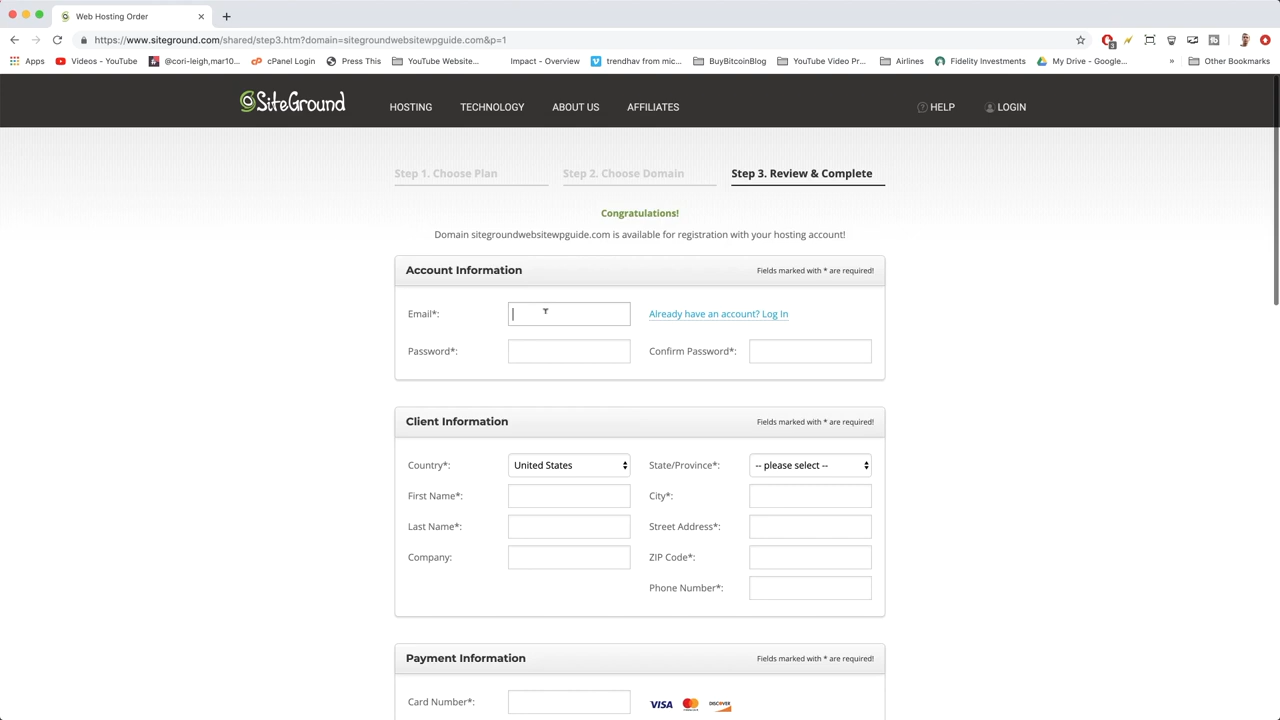 Web Hosting Order
https://www.siteground.com/shared/step3.htm?domain=sitegroundwebsitewpguide.com&p=1
Apps Videos - YouTube @cori-leigh,mar10... cPanel Login Press This YouTube Website... Impact - Overview trendhav from mic... BuyBitcoinBlog YouTube Video Pr... Airlines Fidelity Investments My Drive - Google... » Other Bookmarks
SiteGround HOSTING TECHNOLOGY ABOUT US AFFILIATES HELP LOGIN
Step 1. Choose Plan Step 2. Choose Domain Step 3. Review & Complete
Congratulations!
Domain sitegroundwebsitewpguide.com is available for registration with your hosting account!
Account Information Fields marked with * are required!
Email*: Already have an account? Log In
Password*: Confirm Password*:
Client Information Fields marked with * are required!
Country*: United States State/Province*: -- please select --
First Name*: City*:
Last Name*: Street Address*:
Company: ZIP Code*:
Phone Number*:
Payment Information Fields marked with * are required!
Card Number*: VISA MasterCard DISCOVER